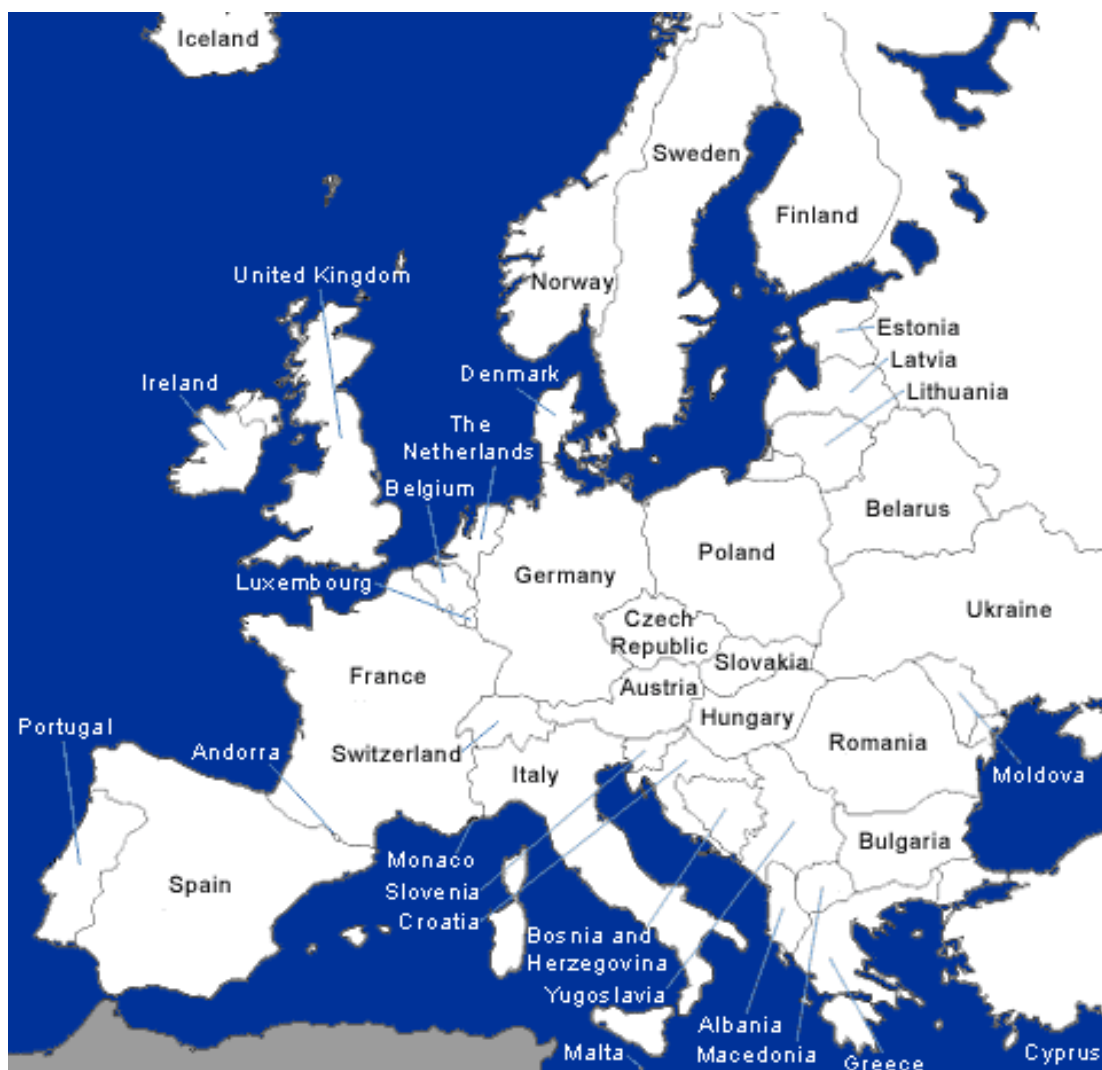 Iceland
Sweden
Finland
United Kingdom
Norway
Estonia
Latvia
Ireland
Denmark
Lithuania
The
Netherlands
Belgium
Belarus
Poland
Germany
Luxembourg
Ukraine
Czech
Republic
Slovakia
France
Austria
Hungary
Portugal
Romania
Andorra
Switzerland
Italy
Moldova
Bulgaria
Monaco
Spain
Slovenia
Croatia
Bosnia and
Herzegovina
Yugoslavia
Albania
Malta
Macedonia
Greece
Cyprus